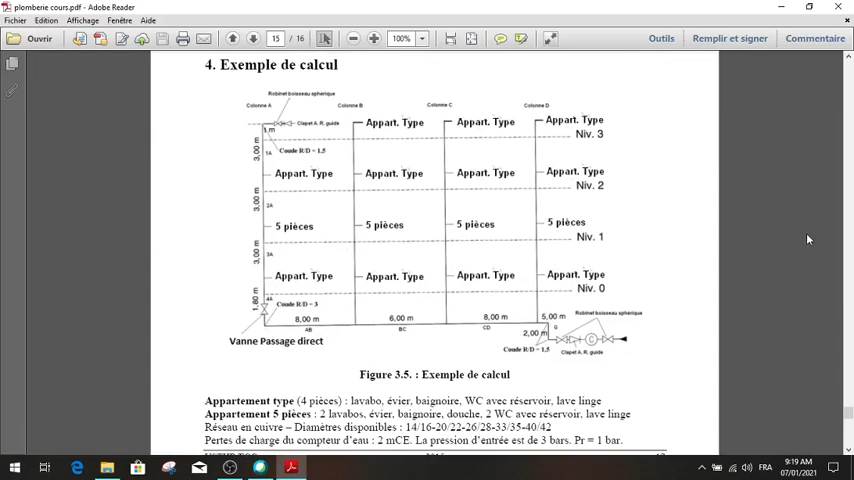 plomberie cours.pdf - Adobe Reader
Fichier Edition Affichage Fenêtre Aide
Ouvrir 15 / 16 100% Outils Remplir et signer Commentaire
4. Exemple de calcul
Robinet boisseau spherique
Colonne A Colonne B Colonne C Colonne D
Clapet A. R. guide Appart. Type Appart. Type Appart. Type
1 m
Niv. 3
Coude R/D = 1,5
3,00 m
1A
Appart. Type Appart. Type Appart. Type Appart. Type
Niv. 2
3,00 m
2A
5 pièces 5 pièces 5 pièces 5 pièces
Niv. 1
3,00 m
3A
Appart. Type Appart. Type Appart. Type Appart. Type
Niv. 0
1,80 m
4A
Coude R/D = 3
8,00 m 6,00 m 8,00 m 5,00 m
Robinet boisseau spherique
AB BC CD G
2,00 m
C
Vanne Passage direct
Coude R/D = 1,5
Clapet A. R. guide
Figure 3.5. : Exemple de calcul
Appartement type (4 pièces) : lavabo, évier, baignoire, WC avec réservoir, lave linge
Appartement 5 pièces : 2 lavabos, évier, baignoire, douche, 2 WC avec réservoir, lave linge
Réseau en cuivre – Diamètres disponibles : 14/16-20/22-26/28-33/35-40/42
Pertes de charge du compteur d'eau : 2 mCE. La pression d'entrée est de 3 bars. Pr = 1 bar.
FRA
9:19 AM
07/01/2021